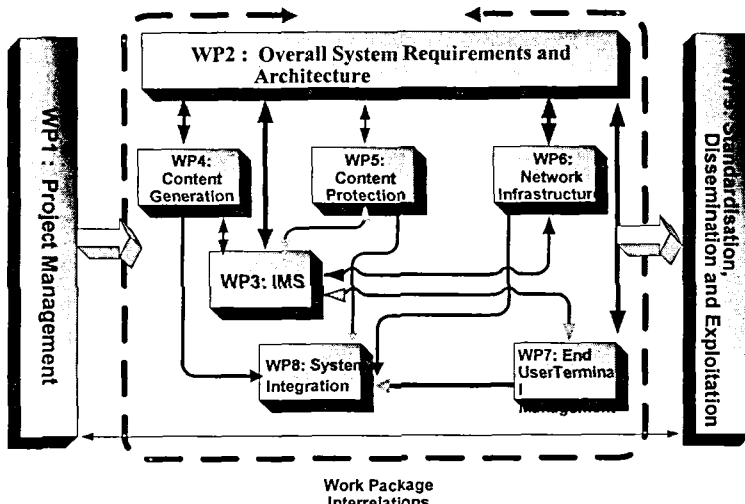 WP2 : Overall System Requirements and
Architecture
WP1 : Project Management
WP4:
Content
Generation
WP5:
Content
Protection
WP6:
Network
Infrastructure
WP3: IMS
WP8: System
Integration
WP7: End
UserTermina
l
Management
Standardisation,
Dissemination and Exploitation
Work Package
Interrelations